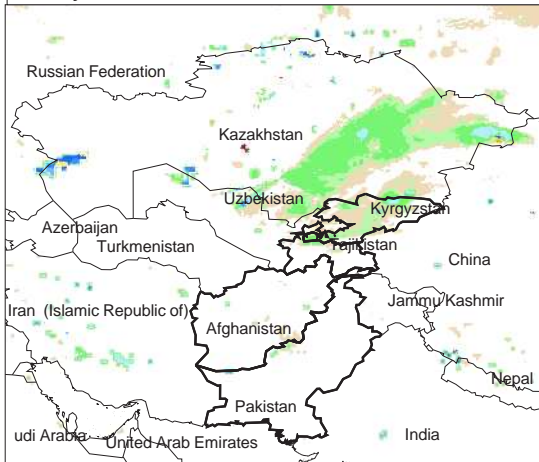 Russian Federation
Kazakhstan
Uzbekistan
Kyrgyzstan
Azerbaijan
Turkmenistan
Tajikistan
China
Iran (Islamic Republic of)
Jammu Kashmir
Afghanistan
Nepal
Pakistan
udi Arabia
United Arab Emirates
India